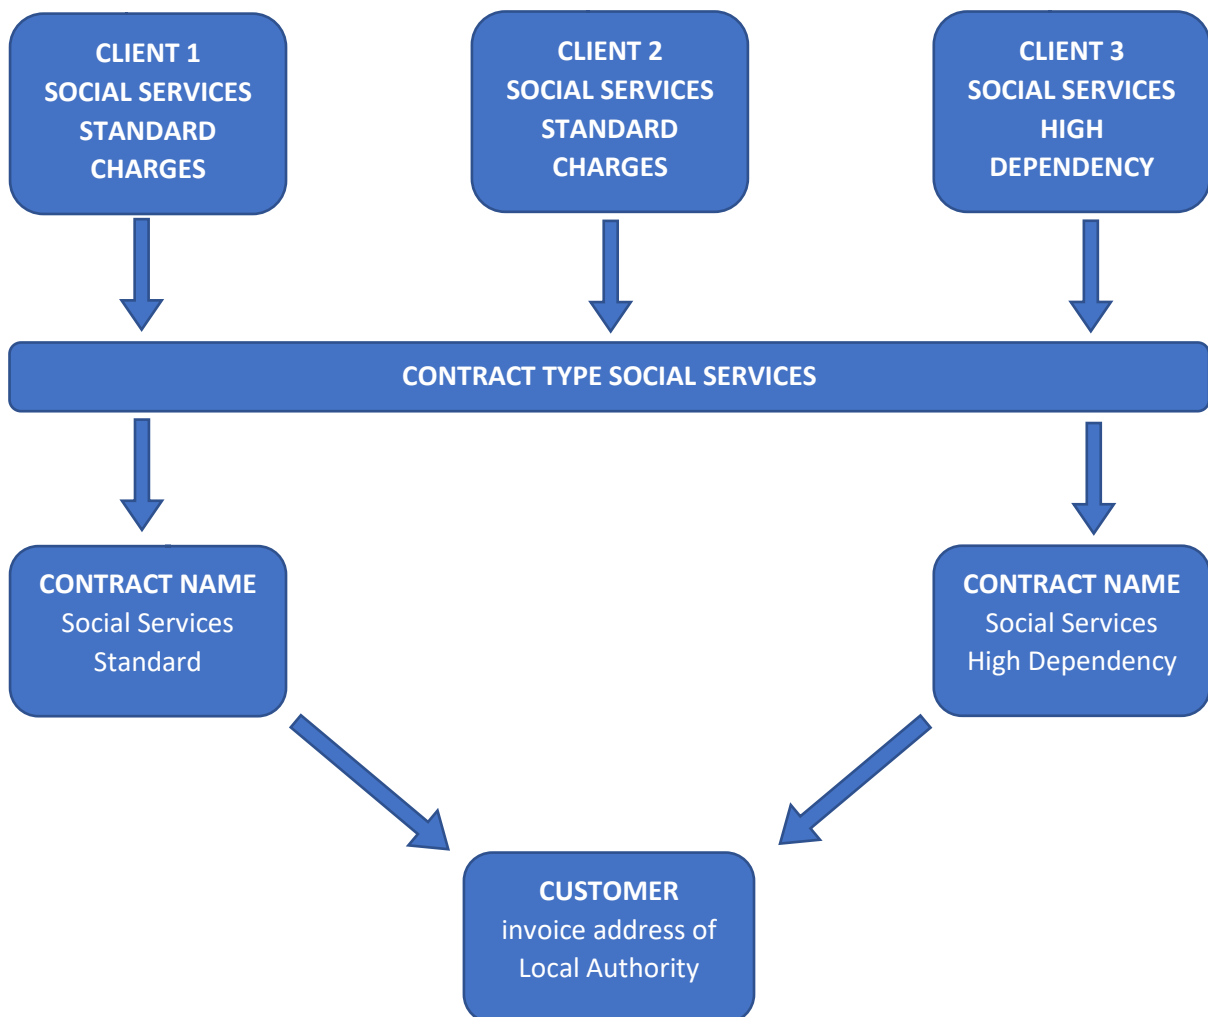 CLIENT 1
SOCIAL SERVICES
STANDARD
CHARGES
CLIENT 2
SOCIAL SERVICES
STANDARD
CHARGES
CLIENT 3
SOCIAL SERVICES
HIGH
DEPENDENCY
CONTRACT TYPE SOCIAL SERVICES
CONTRACT NAME
Social Services
Standard
CONTRACT NAME
Social Services
High Dependency
CUSTOMER
invoice address of
Local Authority